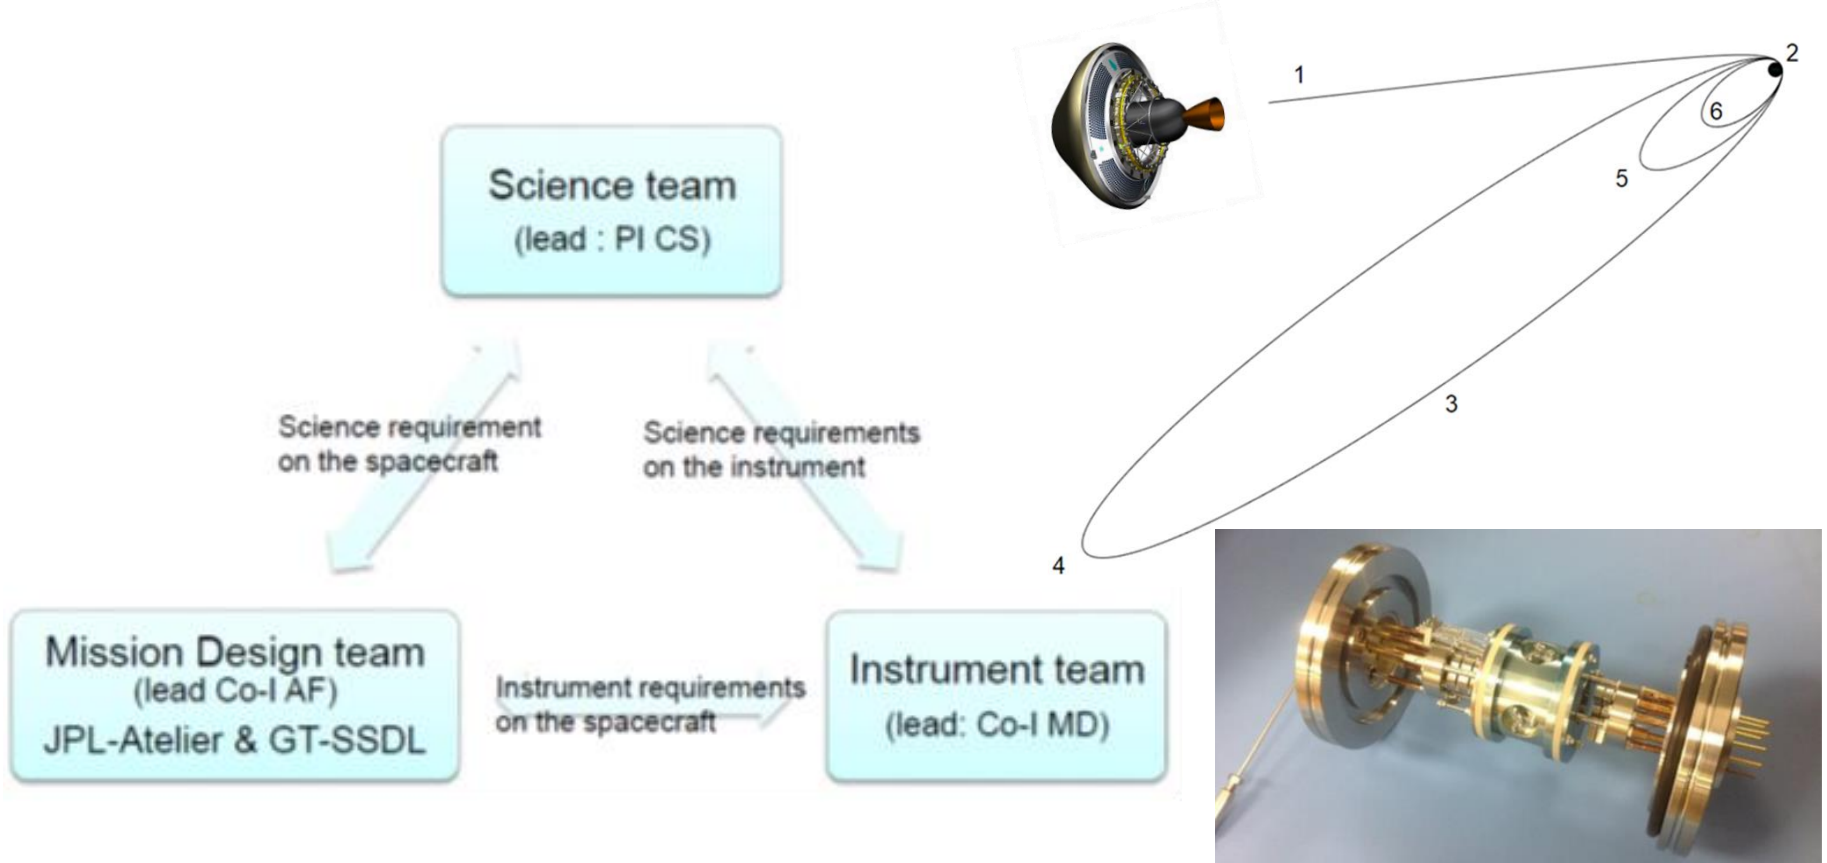 Science team
(lead : PI CS)
Science requirement
on the spacecraft
Science requirements
on the instrument
Mission Design team
(lead Co-I AF)
JPL-Atelier & GT-SSDL
Instrument requirements
on the spacecraft
Instrument team
(lead: Co-I MD)
1
2
6
5
3
4